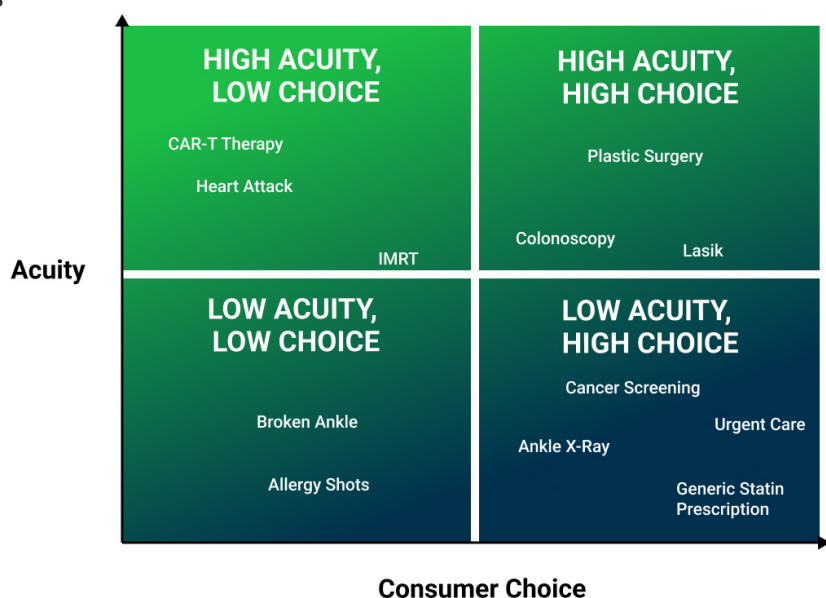 HIGH ACUITY,
LOW CHOICE
CAR-T Therapy
Heart Attack
IMRT
HIGH ACUITY,
HIGH CHOICE
Plastic Surgery
Colonoscopy
Lasik
Acuity
LOW ACUITY,
LOW CHOICE
Broken Ankle
Allergy Shots
LOW ACUITY,
HIGH CHOICE
Cancer Screening
Urgent Care
Ankle X-Ray
Generic Statin
Prescription
Consumer Choice